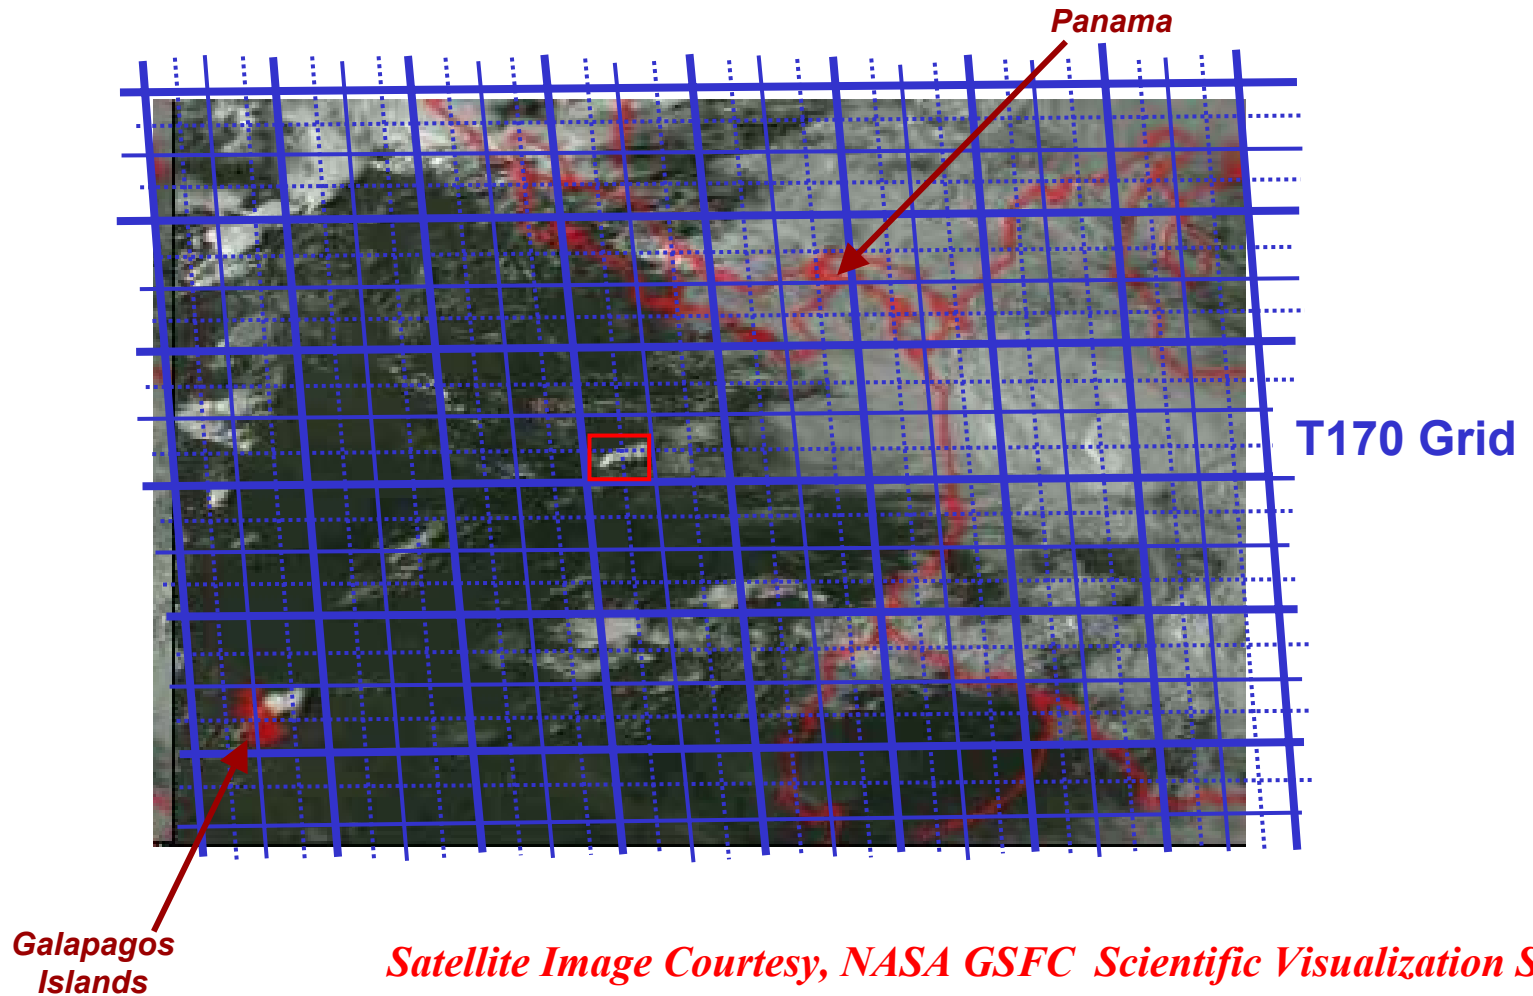 Panama
T170 Grid
Galapagos
Islands
Satellite Image Courtesy, NASA GSFC Scientific Visualization S